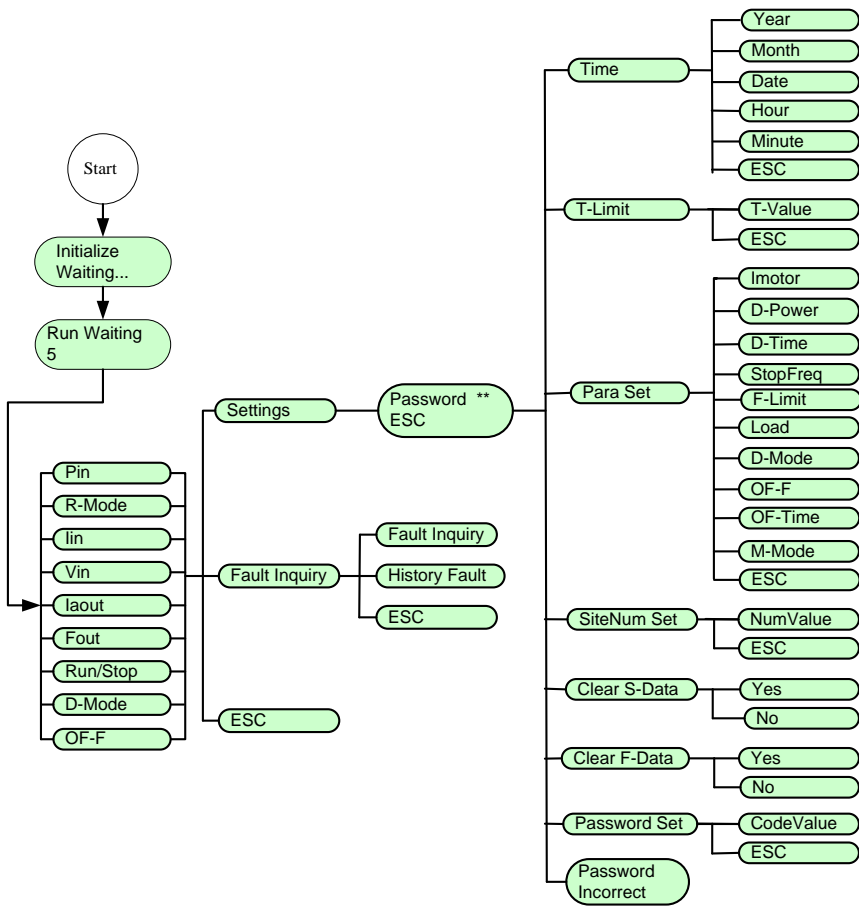 Start
Initialize
Waiting...
Run Waiting
5
Pin
R-Mode
Iin
Vin
Iaout
Fout
Run/Stop
D-Mode
OF-F
Settings
Fault Inquiry
ESC
Password **
ESC
Fault Inquiry
History Fault
ESC
Time
Year
Month
Date
Hour
Minute
ESC
T-Limit
T-Value
ESC
Para Set
Imotor
D-Power
D-Time
StopFreq
F-Limit
Load
D-Mode
OF-F
OF-Time
M-Mode
ESC
SiteNum Set
NumValue
ESC
Clear S-Data
Yes
No
Clear F-Data
Yes
No
Password Set
CodeValue
ESC
Password
Incorrect